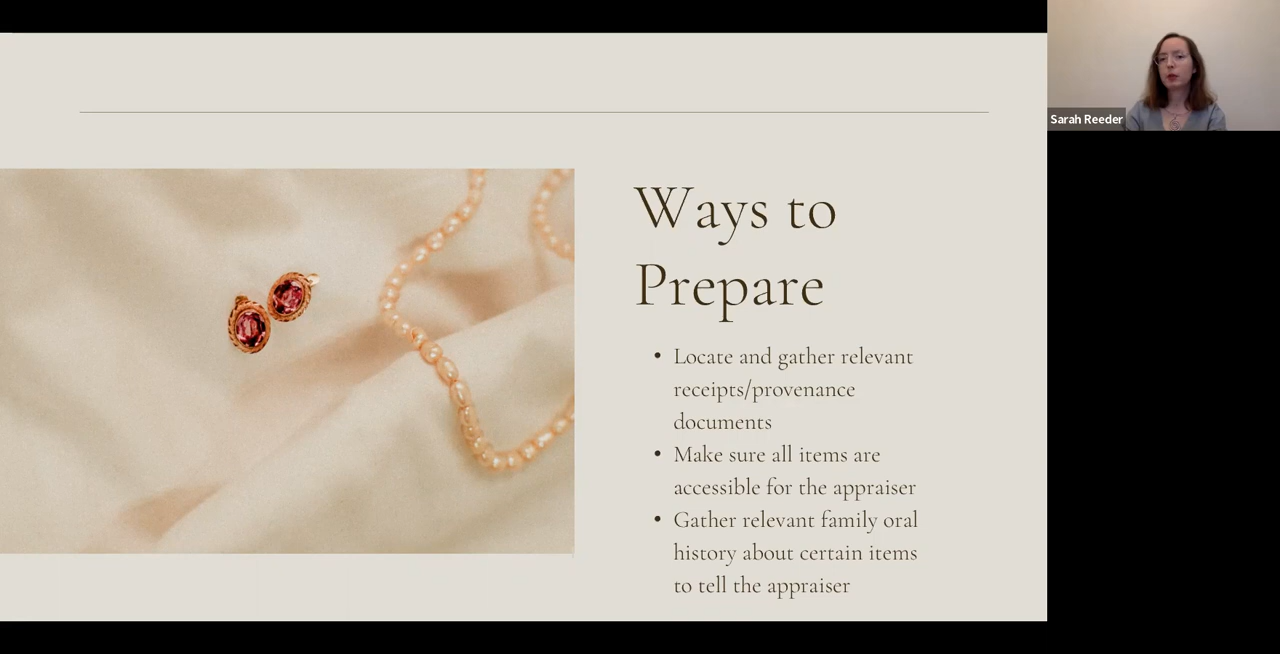 Sarah Reeder
Ways to
Prepare
• Locate and gather relevant
receipts/provenance
documents
• Make sure all items are
accessible for the appraiser
• Gather relevant family oral
history about certain items
to tell the appraiser